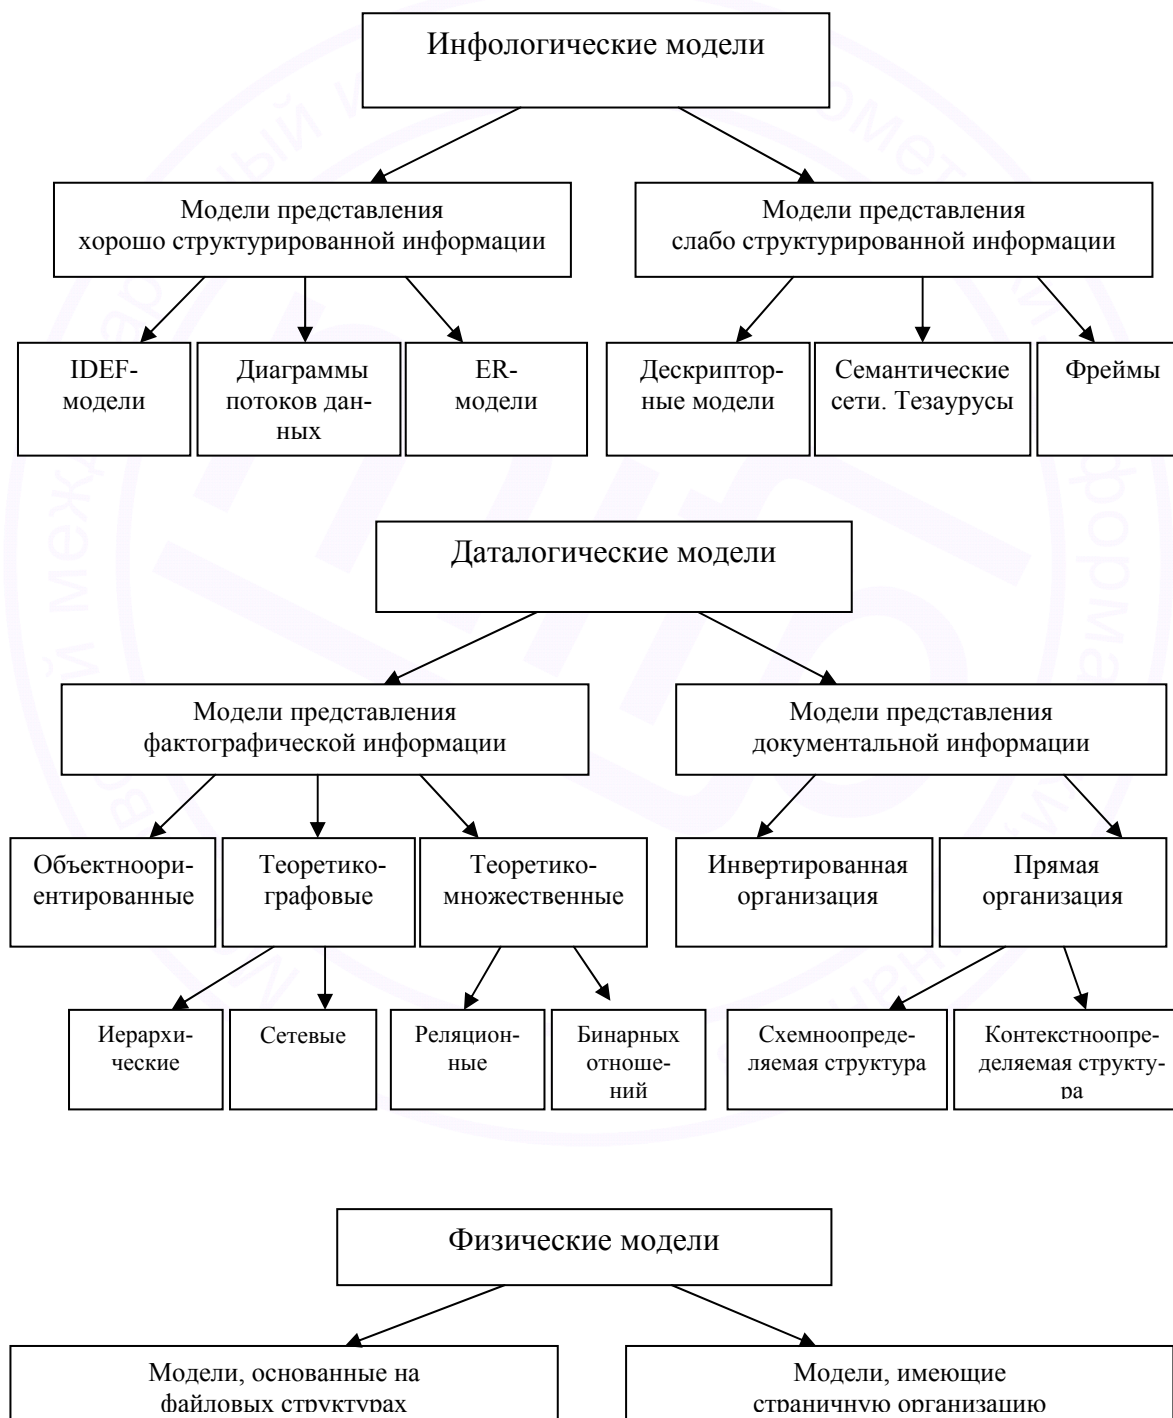 Инфологические модели
Модели представления
хорошо структурированной информации
Модели представления
слабо структурированной информации
IDEF-
модели
Диаграммы
потоков дан-
ных
ER-
модели
Дескриптор-
ные модели
Семантические
сети. Тезаурусы
Фреймы
Даталогические модели
Модели представления
фактографической информации
Модели представления
документальной информации
Объектноори-
ентированные
Теоретико-
графовые
Теоретико-
множественные
Инвертированная
организация
Прямая
организация
Иерархи-
ческие
Сетевые
Реляцион-
ные
Бинарных
отноше-
ний
Схемноопреде-
ляемая структура
Контекстноопре-
деляемая структу-
ра
Физические модели
Модели, основанные на
файловых структурах
Модели, имеющие
страничную организацию